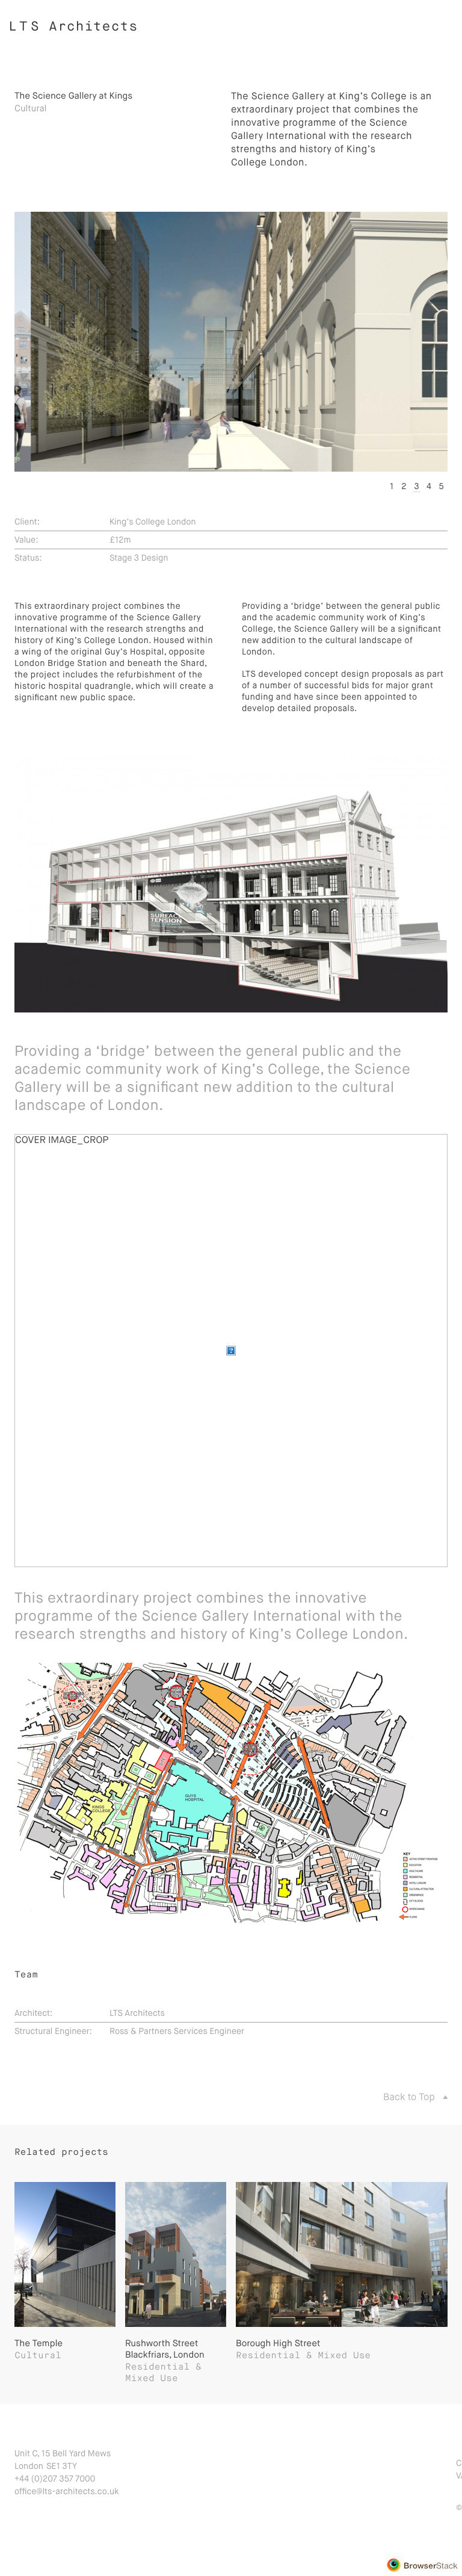 LTS Architects
The Science Gallery at Kings
Cultural
The Science Gallery at King's College is an
extraordinary project that combines the
innovative programme of the Science
Gallery International with the research
strengths and history of King's
College London.
1 2 3 4 5
Client: King's College London
Value: £12m
Status: Stage 3 Design
This extraordinary project combines the
innovative programme of the Science Gallery
International with the research strengths and
history of King's College London. Housed within
a wing of the original Guy's Hospital, opposite
London Bridge Station and beneath the Shard,
the project includes the refurbishment of the
historic hospital quadrangle, which will create a
significant new public space.
Providing a 'bridge' between the general public
and the academic community work of King's
College, the Science Gallery will be a significant
new addition to the cultural landscape of
London.
LTS developed concept design proposals as part
of a number of successful bids for major grant
funding and have since been appointed to
develop detailed proposals.
SURFACE
TENSION
Providing a 'bridge' between the general public and the
academic community work of King's College, the Science
Gallery will be a significant new addition to the cultural
landscape of London.
COVER IMAGE_CROP
?
This extraordinary project combines the innovative
programme of the Science Gallery International with the
research strengths and history of King's College London.
KINGS
COLLEGE
GUYS
HOSPITAL
KEY
Team
Architect: LTS Architects
Structural Engineer: Ross & Partners Services Engineer
Back to Top
Related projects
The Temple
Cultural
Rushworth Street
Blackfriars, London
Residential &
Mixed Use
Borough High Street
Residential & Mixed Use
Unit C, 15 Bell Yard Mews
London SE1 3TY
+44 (0)207 357 7000
office@lts-architects.co.uk
©
BrowserStack